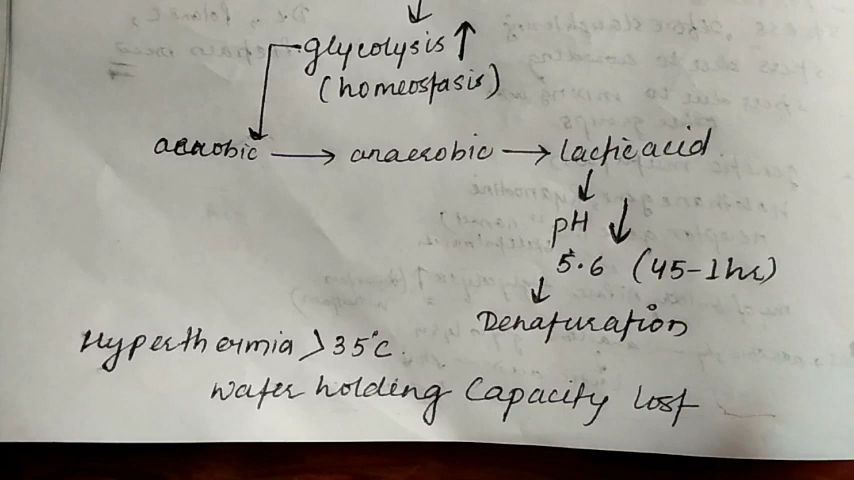 ↓
glycolysis ↑
(homeostasis)
aerobic → anaerobic → lactic acid
↓
pH ↓
5.6 (45-1hr)
↓
Denaturation
Hyperthermia > 35°C.
water holding Capacity lost